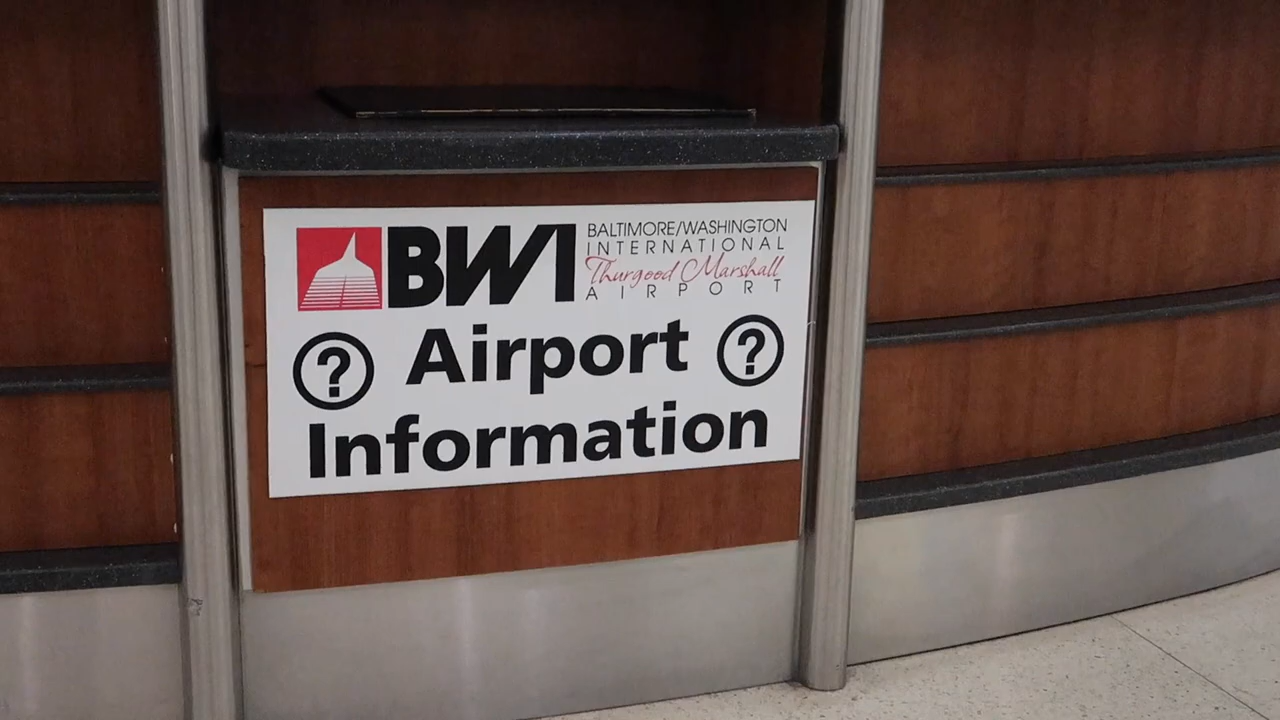 BWI
BALTIMORE/WASHINGTON
INTERNATIONAL
Thurgood Marshall
AIRPORT
? Airport ?
Information